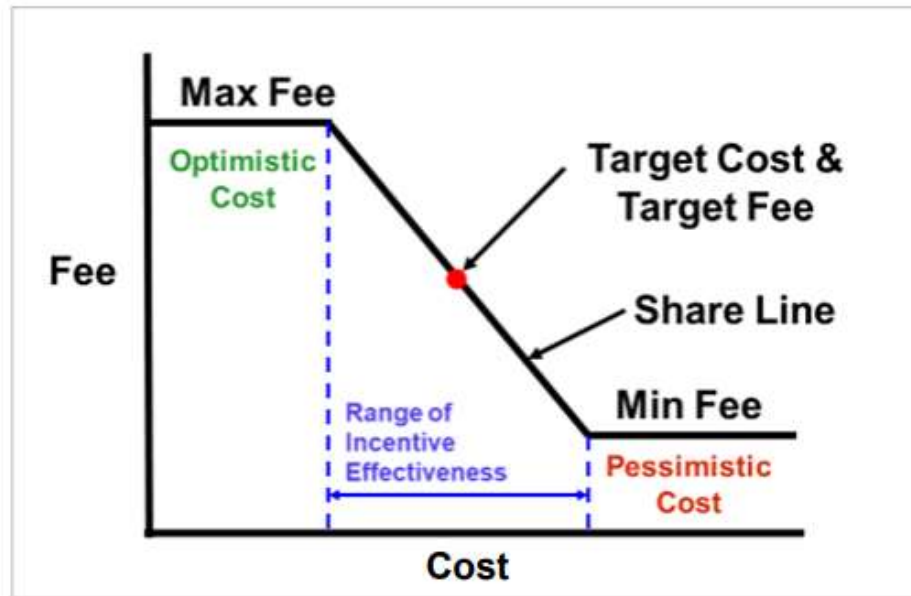 Max Fee
Optimistic
Cost
Target Cost &
Target Fee
Fee
Share Line
Range of
Incentive
Effectiveness
Min Fee
Pessimistic
Cost
Cost